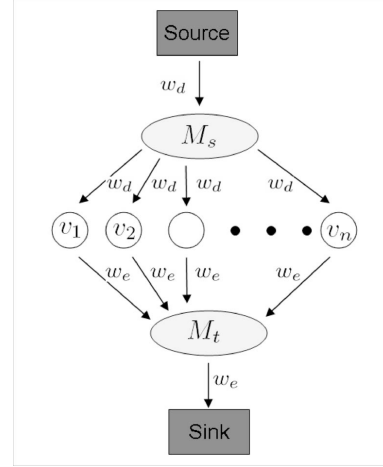 Source
w_d
M_s
w_d w_d w_d w_d
v_1 v_2 v_n
w_e w_e w_e w_e
M_t
w_e
Sink